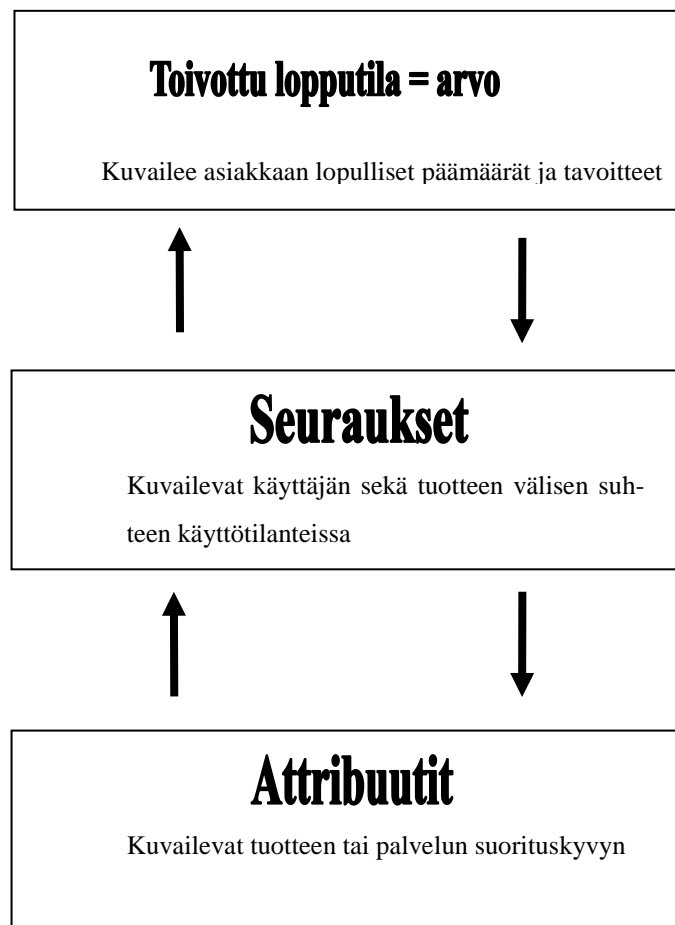 Toivottu lopputila = arvo
Kuvailee asiakkaan lopulliset päämäärät ja tavoitteet
Seuraukset
Kuvailevat käyttäjän sekä tuotteen välisen suh-
teen käyttötilanteissa
Attribuutit
Kuvailevat tuotteen tai palvelun suorituskyvyn